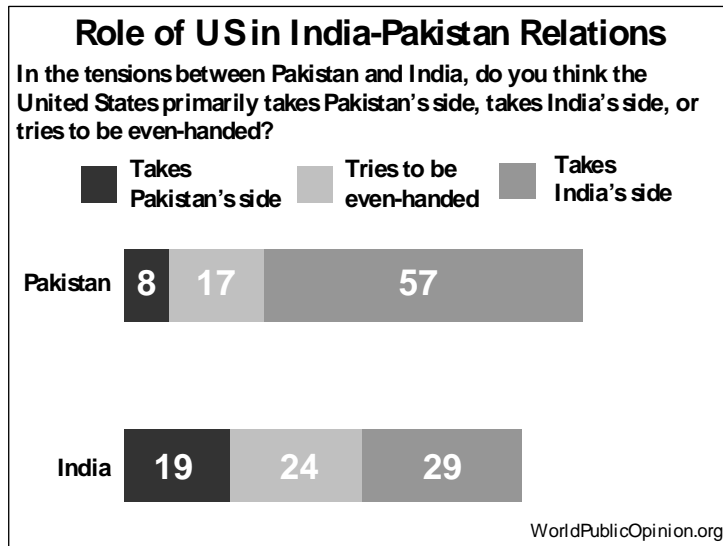 Role of US in India-Pakistan Relations
In the tensions between Pakistan and India, do you think the
United States primarily takes Pakistan's side, takes India's side, or
tries to be even-handed?
Takes
Pakistan's side
Tries to be
even-handed
Takes
India's side
Pakistan 8 17 57
India 19 24 29
WorldPublicOpinion.org